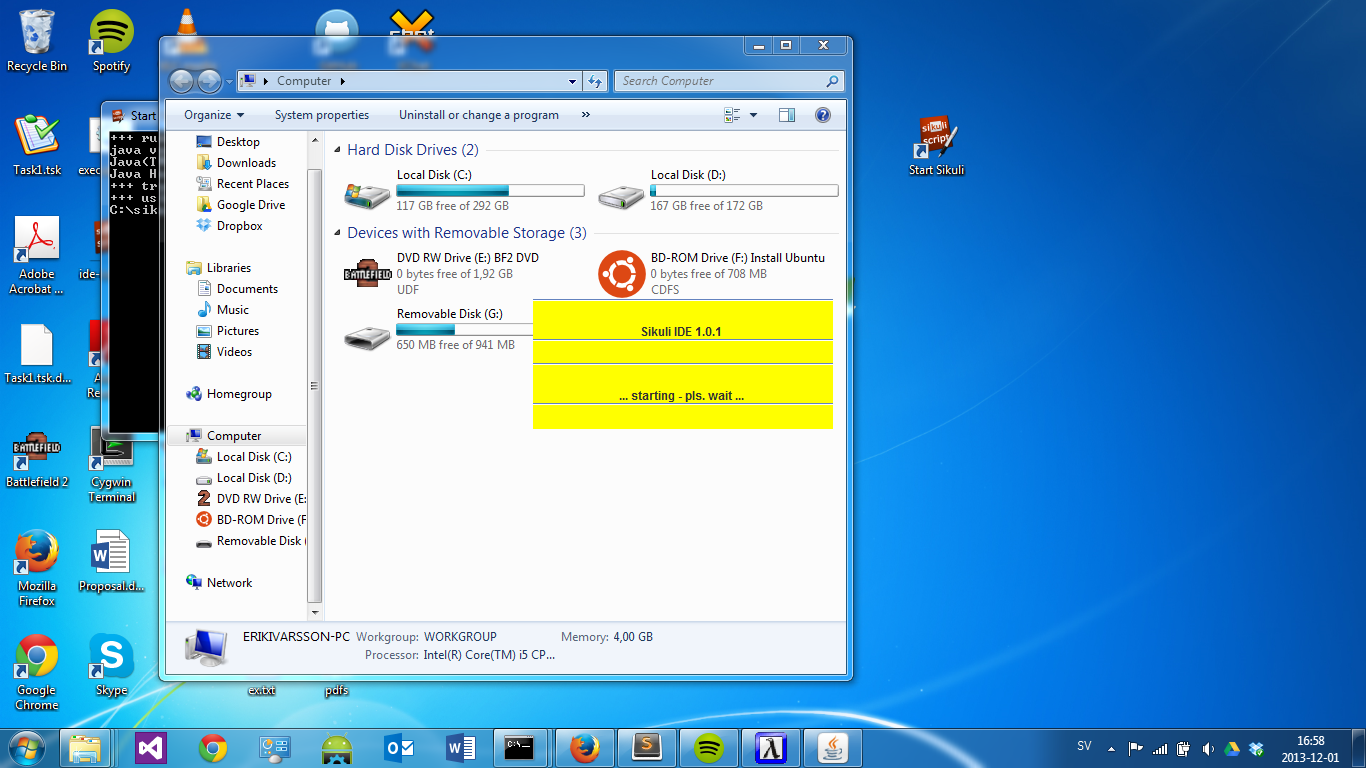 Recycle Bin
Spotify
Task1.tsk
exec
Adobe
Acrobat ...
ide-
Task1.tsk.d...
A
Re
BATTLEFIELD
2
Battlefield 2
Cygwin
Terminal
Mozilla
Firefox
Proposal.d...
Google
Chrome
Skype
ex.txt
pdfs
sikuli
script
Start Sikuli
Start
+++ ru
java v
Java(T
Java H
+++ tr
+++ us
C:\sik
Computer
Search Computer
Organize
System properties
Uninstall or change a program
»
Desktop
Downloads
Recent Places
Google Drive
Dropbox
Libraries
Documents
Music
Pictures
Videos
Homegroup
Computer
Local Disk (C:)
Local Disk (D:)
DVD RW Drive (E:
BD-ROM Drive (F
Removable Disk (
Network
Hard Disk Drives (2)
Local Disk (C:)
117 GB free of 292 GB
Local Disk (D:)
167 GB free of 172 GB
Devices with Removable Storage (3)
BATTLEFIELD
DVD RW Drive (E:) BF2 DVD
0 bytes free of 1,92 GB
UDF
BD-ROM Drive (F:) Install Ubuntu
0 bytes free of 708 MB
CDFS
Removable Disk (G:)
650 MB free of 941 MB
Sikuli IDE 1.0.1
... starting - pls. wait ...
ERIKIVARSSON-PC Workgroup: WORKGROUP Memory: 4,00 GB
Processor: Intel(R) Core(TM) i5 CP...
SV
16:58
2013-12-01